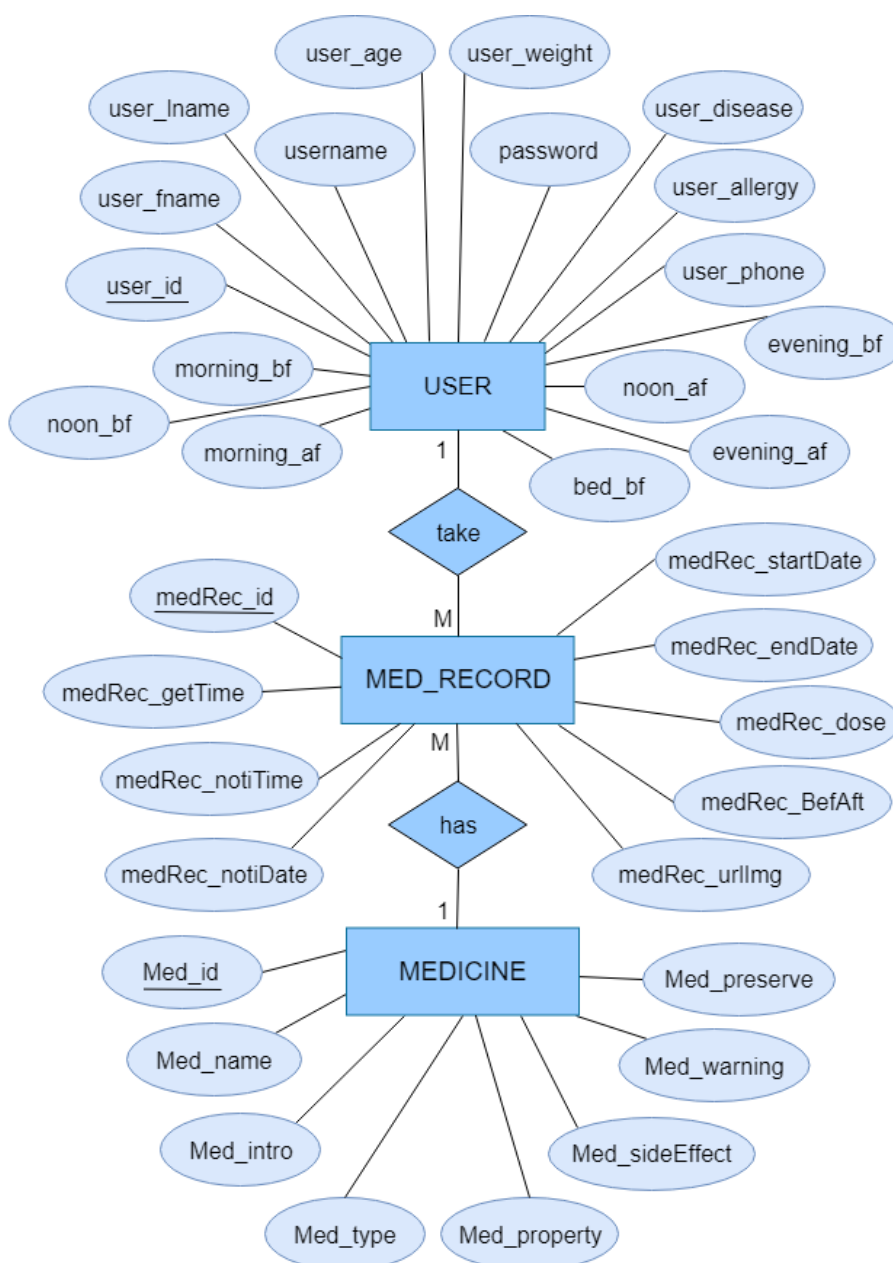 user_age
user_weight
user_lname
user_disease
username
password
user_fname
user_allergy
user_id
user_phone
evening_bf
morning_bf
USER
noon_af
noon_bf
morning_af
evening_af
1
bed_bf
take
medRec_startDate
medRec_id
M
medRec_endDate
MED_RECORD
medRec_getTime
medRec_dose
M
medRec_notiTime
medRec_BefAft
has
medRec_notiDate
medRec_urlImg
1
Med_id
MEDICINE
Med_preserve
Med_name
Med_warning
Med_intro
Med_sideEffect
Med_type
Med_property